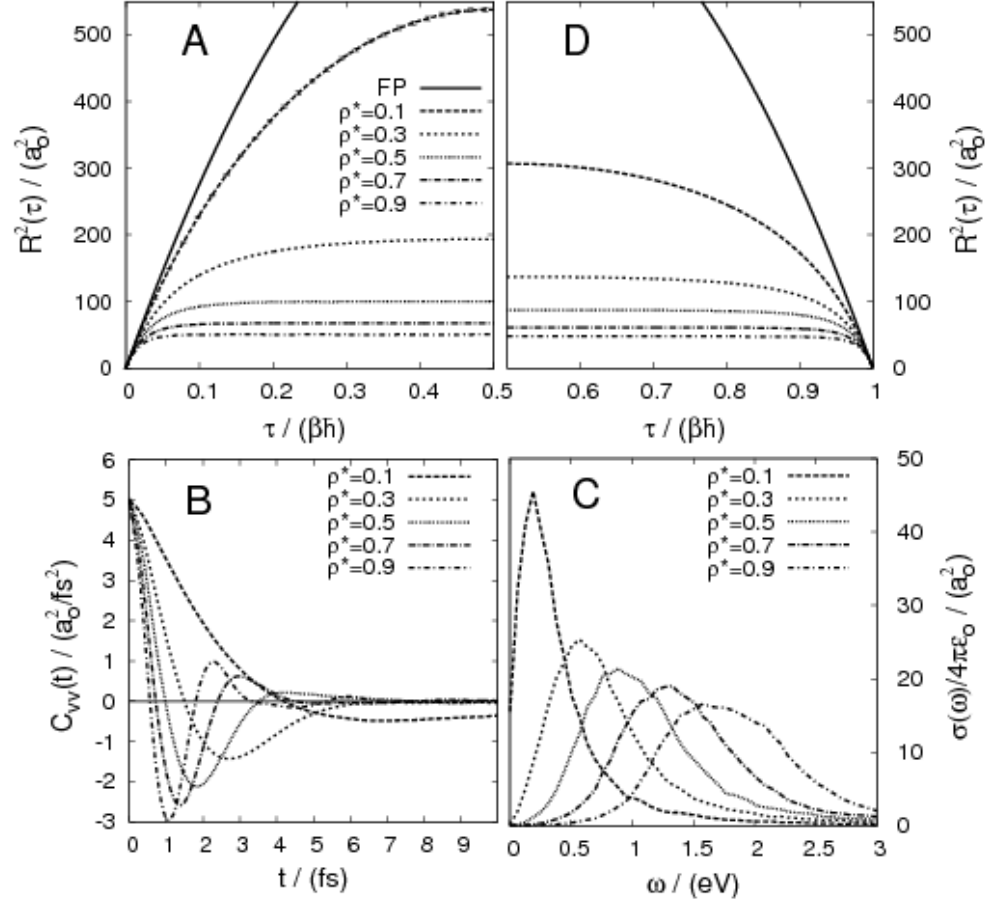 A
D
R²(τ) / (a₀²)
550
500
400
300
200
100
0
FP
ρ*=0.1
ρ*=0.3
ρ*=0.5
ρ*=0.7
ρ*=0.9
0 0.1 0.2 0.3 0.4 0.5
τ / (βħ)
R²(τ) / (a₀²)
500
400
300
200
100
0
5 0.6 0.7 0.8 0.9 1
τ / (βħ)
B
C_vv(t) / (a₀²/fs²)
6
5
4
3
2
1
0
-1
-2
-3
ρ*=0.1
ρ*=0.3
ρ*=0.5
ρ*=0.7
ρ*=0.9
0 1 2 3 4 5 6 7 8 9
t / (fs)
C
ρ*=0.1
ρ*=0.3
ρ*=0.5
ρ*=0.7
ρ*=0.9
50
40
30
20
10
0
σ(ω)/4πε₀ / (a₀²)
0 0.5 1 1.5 2 2.5 3
ω / (eV)